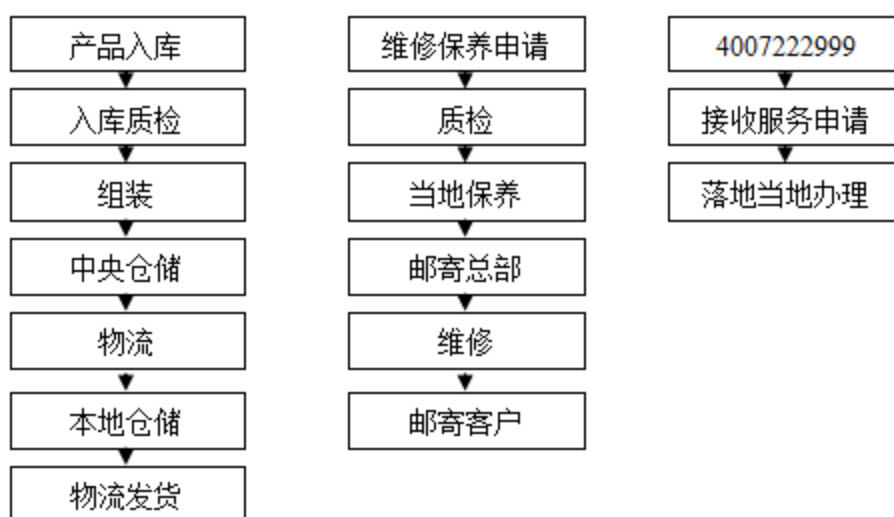 产品入库
入库质检
组装
中央仓储
物流
本地仓储
物流发货
维修保养申请
质检
当地保养
邮寄总部
维修
邮寄客户
4007222999
接收服务申请
落地当地办理